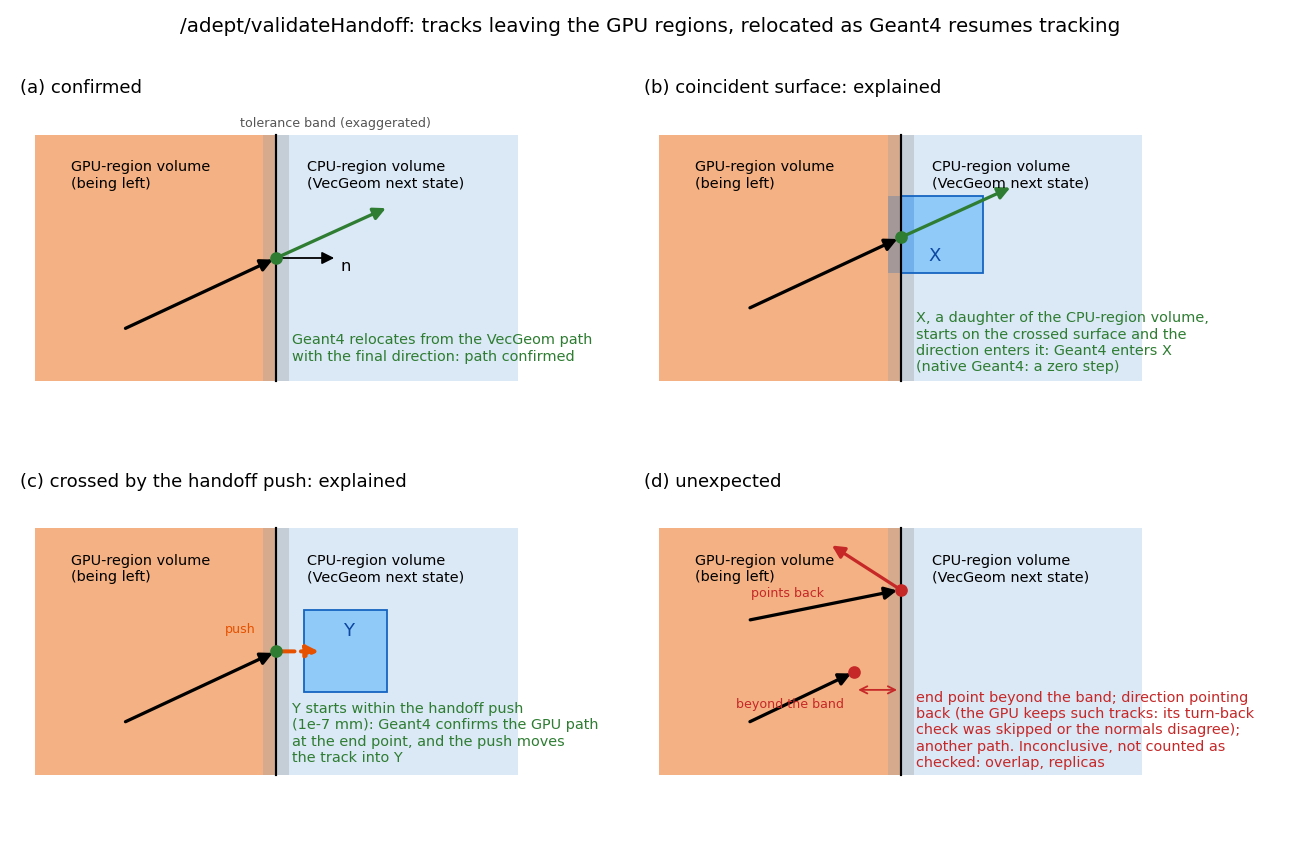 /adept/validateHandoff: tracks leaving the GPU regions, relocated as Geant4 resumes tracking
(a) confirmed
tolerance band (exaggerated)
GPU-region volume
(being left)
CPU-region volume
(VecGeom next state)
n
Geant4 relocates from the VecGeom path
with the final direction: path confirmed
(b) coincident surface: explained
GPU-region volume
(being left)
CPU-region volume
(VecGeom next state)
X
X, a daughter of the CPU-region volume,
starts on the crossed surface and the
direction enters it: Geant4 enters X
(native Geant4: a zero step)
(c) crossed by the handoff push: explained
GPU-region volume
(being left)
CPU-region volume
(VecGeom next state)
push
Y
Y starts within the handoff push
(1e-7 mm): Geant4 confirms the GPU path
at the end point, and the push moves
the track into Y
(d) unexpected
GPU-region volume
(being left)
CPU-region volume
(VecGeom next state)
points back
beyond the band
end point beyond the band; direction pointing
back (the GPU keeps such tracks: its turn-back
check was skipped or the normals disagree);
another path. Inconclusive, not counted as
checked: overlap, replicas